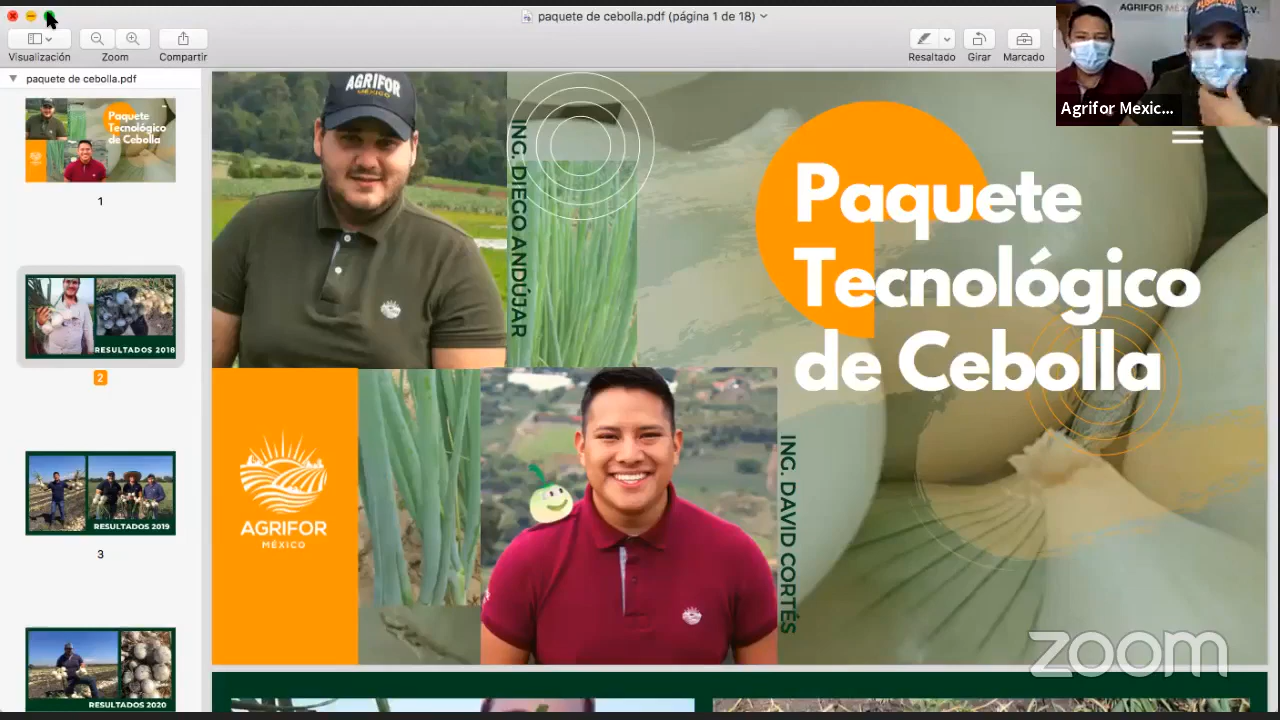 paquete de cebolla.pdf (página 1 de 18)
Visualización
Zoom
Compartir
Resaltado
Girar
Marcado
AGRIFOR
Agrifor Mexic...
paquete de cebolla.pdf
Paquete
Tecnológico
de Cebolla
1
RESULTADOS 2018
2
RESULTADOS 2019
3
RESULTADOS 2020
AGRIFOR
MÉXICO
ING. DIEGO ANDÚJAR
Paquete
Tecnológico
de Cebolla
AGRIFOR
MÉXICO
ING. DAVID CORTÉS
zoom